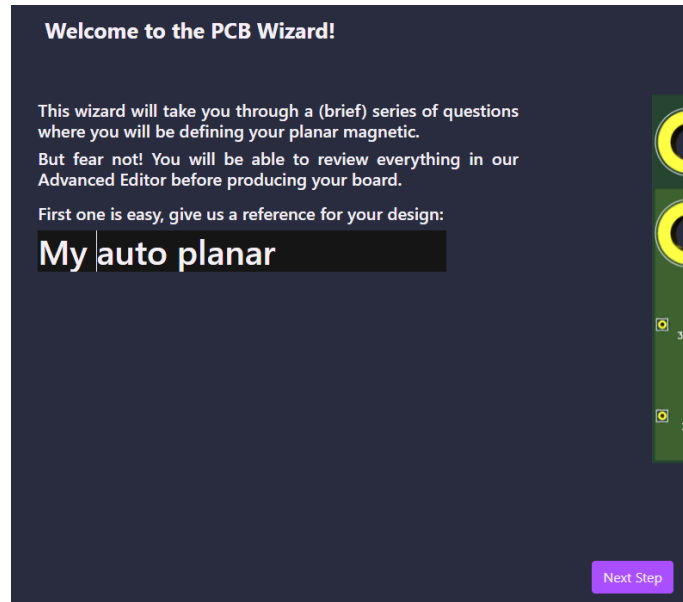 Welcome to the PCB Wizard!
This wizard will take you through a (brief) series of questions
where you will be defining your planar magnetic.
But fear not! You will be able to review everything in our
Advanced Editor before producing your board.
First one is easy, give us a reference for your design:
My auto planar
3
Next Step